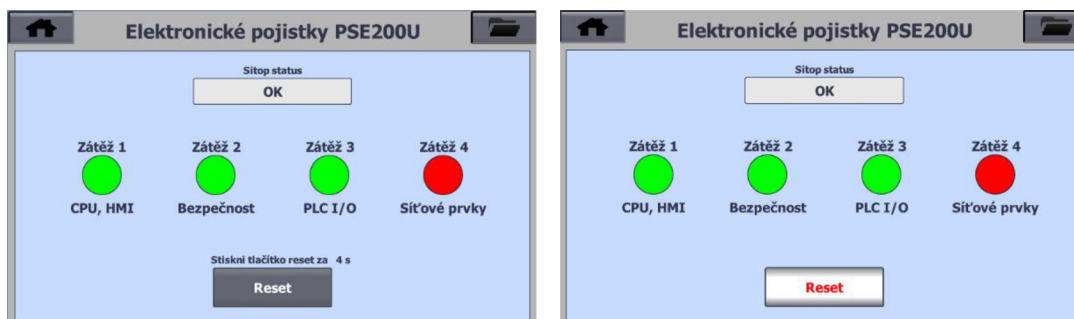 Elektronické pojistky PSE200U
Sitop status
OK
Zátěž 1 Zátěž 2 Zátěž 3 Zátěž 4
CPU, HMI Bezpečnost PLC I/O Síťové prvky
Stiskni tlačítko reset za 4 s
Reset
Elektronické pojistky PSE200U
Sitop status
OK
Zátěž 1 Zátěž 2 Zátěž 3 Zátěž 4
CPU, HMI Bezpečnost PLC I/O Síťové prvky
Reset